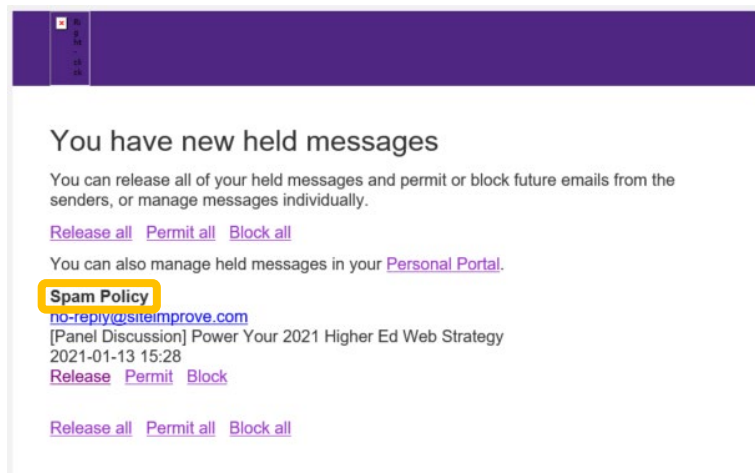 You have new held messages
You can release all of your held messages and permit or block future emails from the
senders, or manage messages individually.
Release all Permit all Block all
You can also manage held messages in your Personal Portal.
Spam Policy
no-reply@siteimprove.com
[Panel Discussion] Power Your 2021 Higher Ed Web Strategy
2021-01-13 15:28
Release Permit Block
Release all Permit all Block all